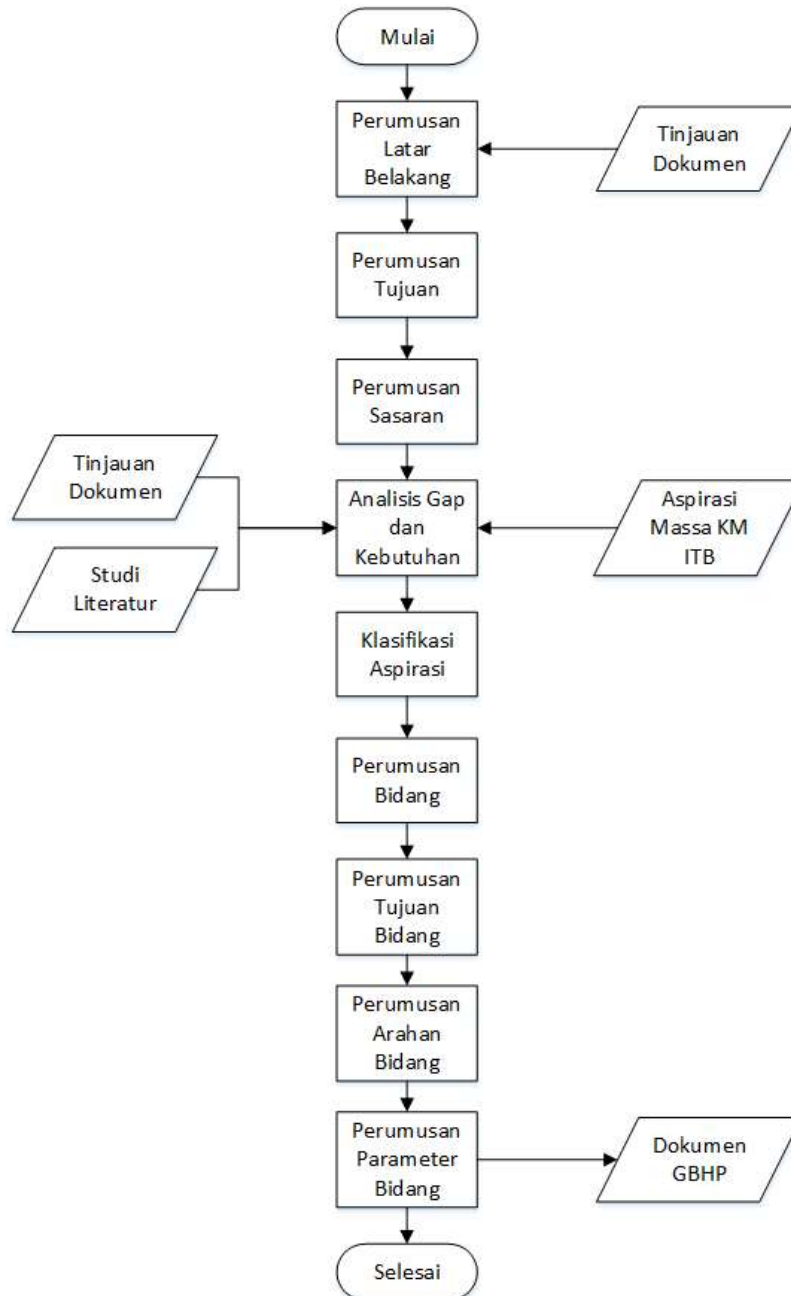 Mulai
Perumusan
Latar
Belakang
Tinjauan
Dokumen
Perumusan
Tujuan
Perumusan
Sasaran
Tinjauan
Dokumen
Studi
Literatur
Analisis Gap
dan
Kebutuhan
Aspirasi
Massa KM
ITB
Klasifikasi
Aspirasi
Perumusan
Bidang
Perumusan
Tujuan
Bidang
Perumusan
Arahan
Bidang
Perumusan
Parameter
Bidang
Dokumen
GBHP
Selesai